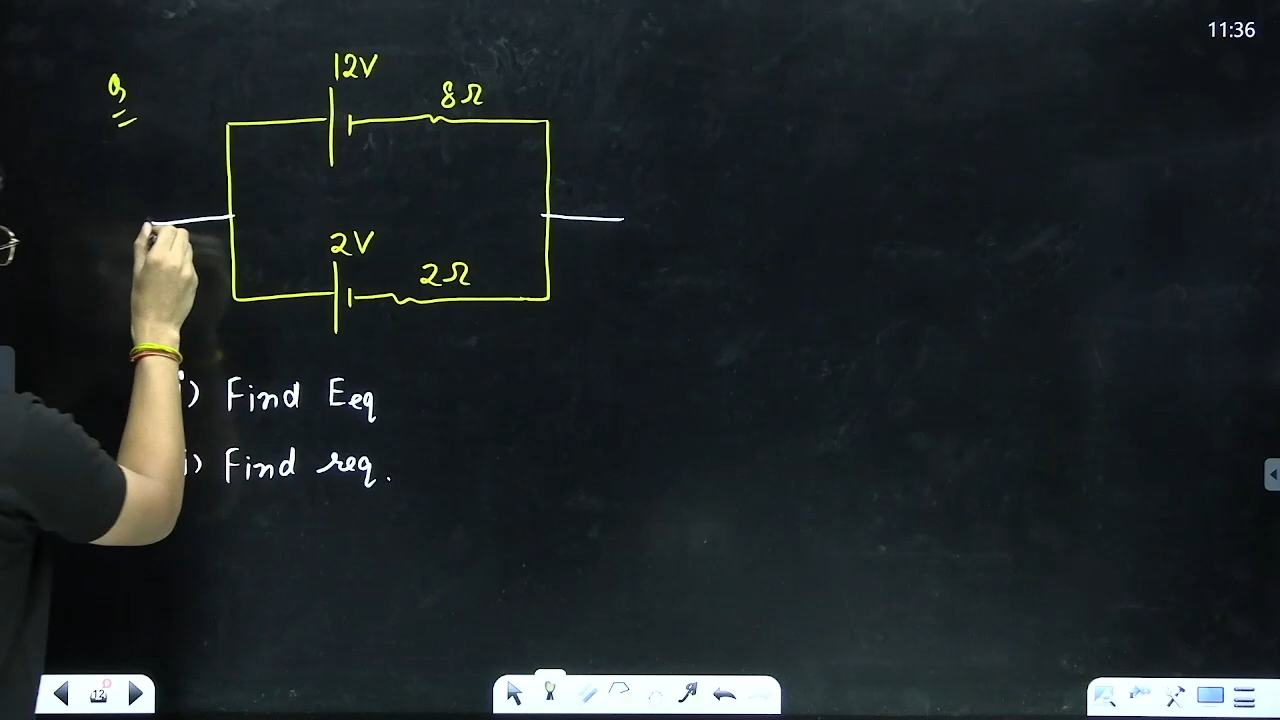 11:36
Q
12V
8Ω
2V
2Ω
i) Find Eeq
i) Find req.
12